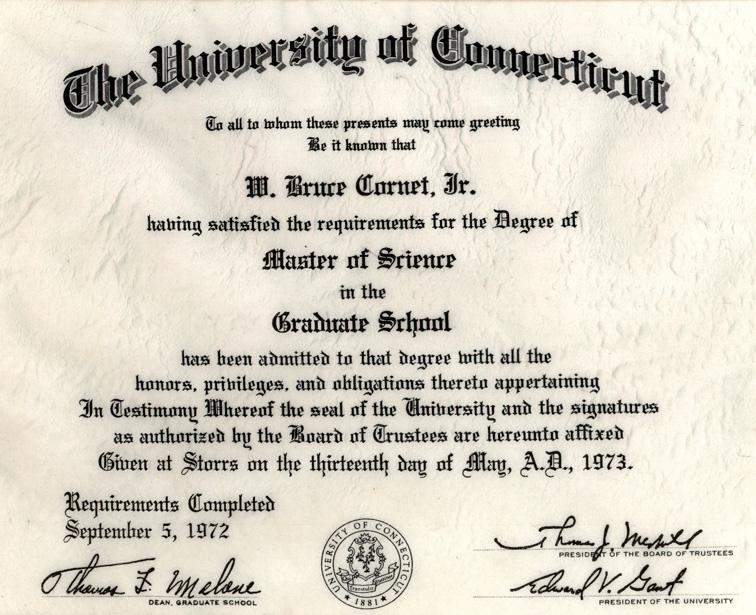 The University of Connecticut
To all to whom these presents may come greeting
Be it known that
W. Bruce Cornet, Jr.
having satisfied the requirements for the Degree of
Master of Science
in the
Graduate School
has been admitted to that degree with all the
honors, privileges, and obligations thereto appertaining
In Testimony Whereof the seal of the University and the signatures
as authorized by the Board of Trustees are hereunto affixed
Given at Storrs on the thirteenth day of May, A.D., 1973.
Requirements Completed
September 5, 1972
Thomas F. Malone
DEAN, GRADUATE SCHOOL
UNIVERSITY OF CONNECTICUT
1881
Thomas J.
PRESIDENT OF THE BOARD OF TRUSTEES
Edward V. Gant
PRESIDENT OF THE UNIVERSITY